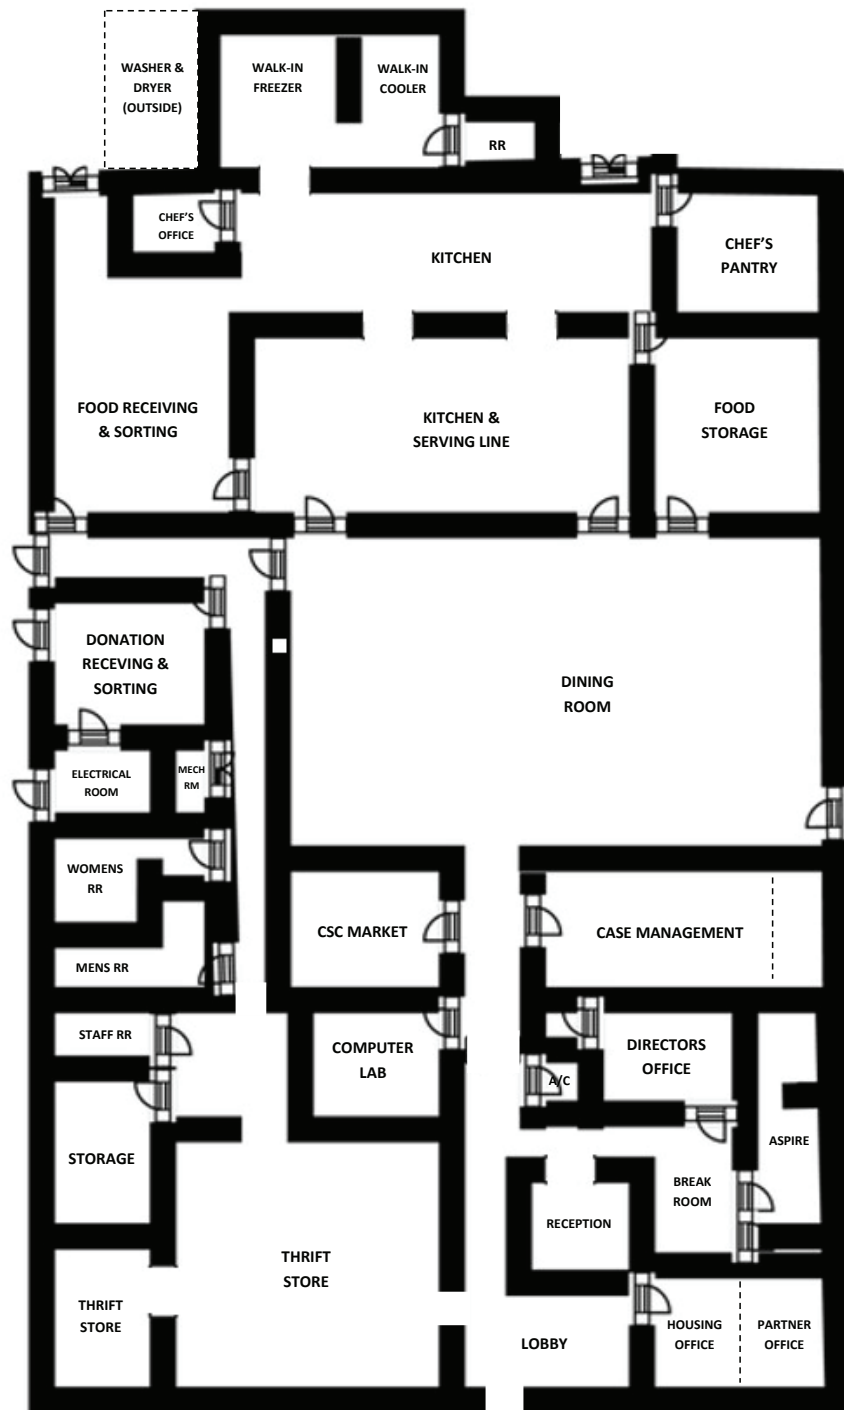 WASHER &
DRYER
(OUTSIDE)
WALK-IN
FREEZER
WALK-IN
COOLER
RR
CHEF'S
OFFICE
KITCHEN
CHEF'S
PANTRY
FOOD RECEIVING
& SORTING
KITCHEN &
SERVING LINE
FOOD
STORAGE
DONATION
RECEVING &
SORTING
DINING
ROOM
ELECTRICAL
ROOM
MECH
RM
WOMENS
RR
CSC MARKET
CASE MANAGEMENT
MENS RR
STAFF RR
COMPUTER
LAB
DIRECTORS
OFFICE
A/C
ASPIRE
STORAGE
BREAK
ROOM
RECEPTION
THRIFT
STORE
THRIFT
STORE
LOBBY
HOUSING
OFFICE
PARTNER
OFFICE